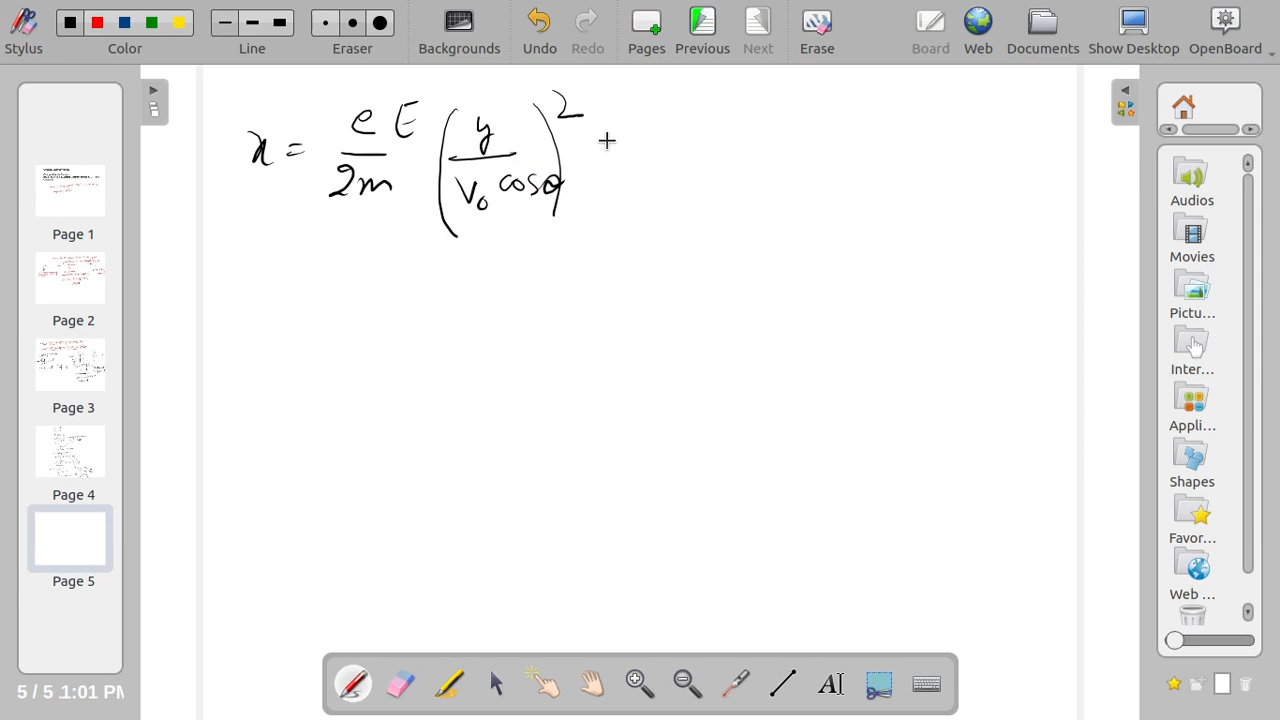 Stylus Color Line Eraser Backgrounds Undo Redo Pages Previous Next Erase Board Web Documents Show Desktop OpenBoard
x = e/2m E (y/v₀ cosθ)² +
Page 1
Page 2
Page 3
Page 4
Page 5
5 / 5 .1:01 PM
Audios
Movies
Pictu...
Inter...
Appli...
Shapes
Favor...
Web ...